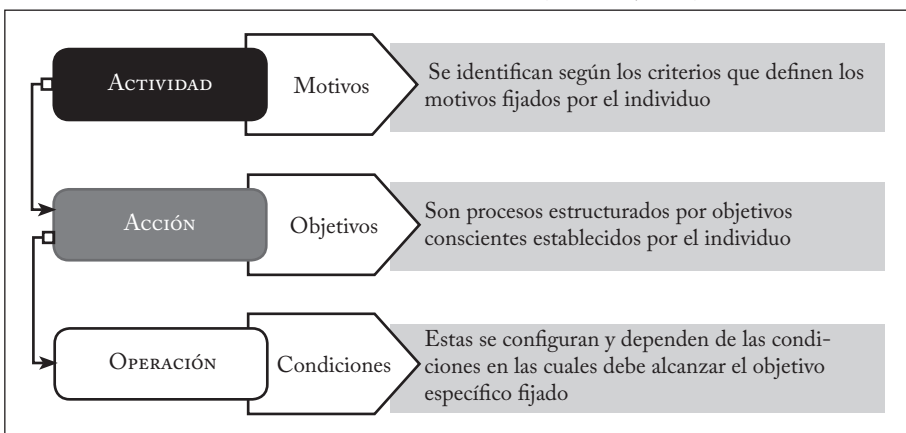 ACTIVIDAD
Motivos
Se identifican según los criterios que definen los
motivos fijados por el individuo
ACCIÓN
Objetivos
Son procesos estructurados por objetivos
conscientes establecidos por el individuo
OPERACIÓN
Condiciones
Estas se configuran y dependen de las condi-
ciones en las cuales debe alcanzar el objetivo
específico fijado